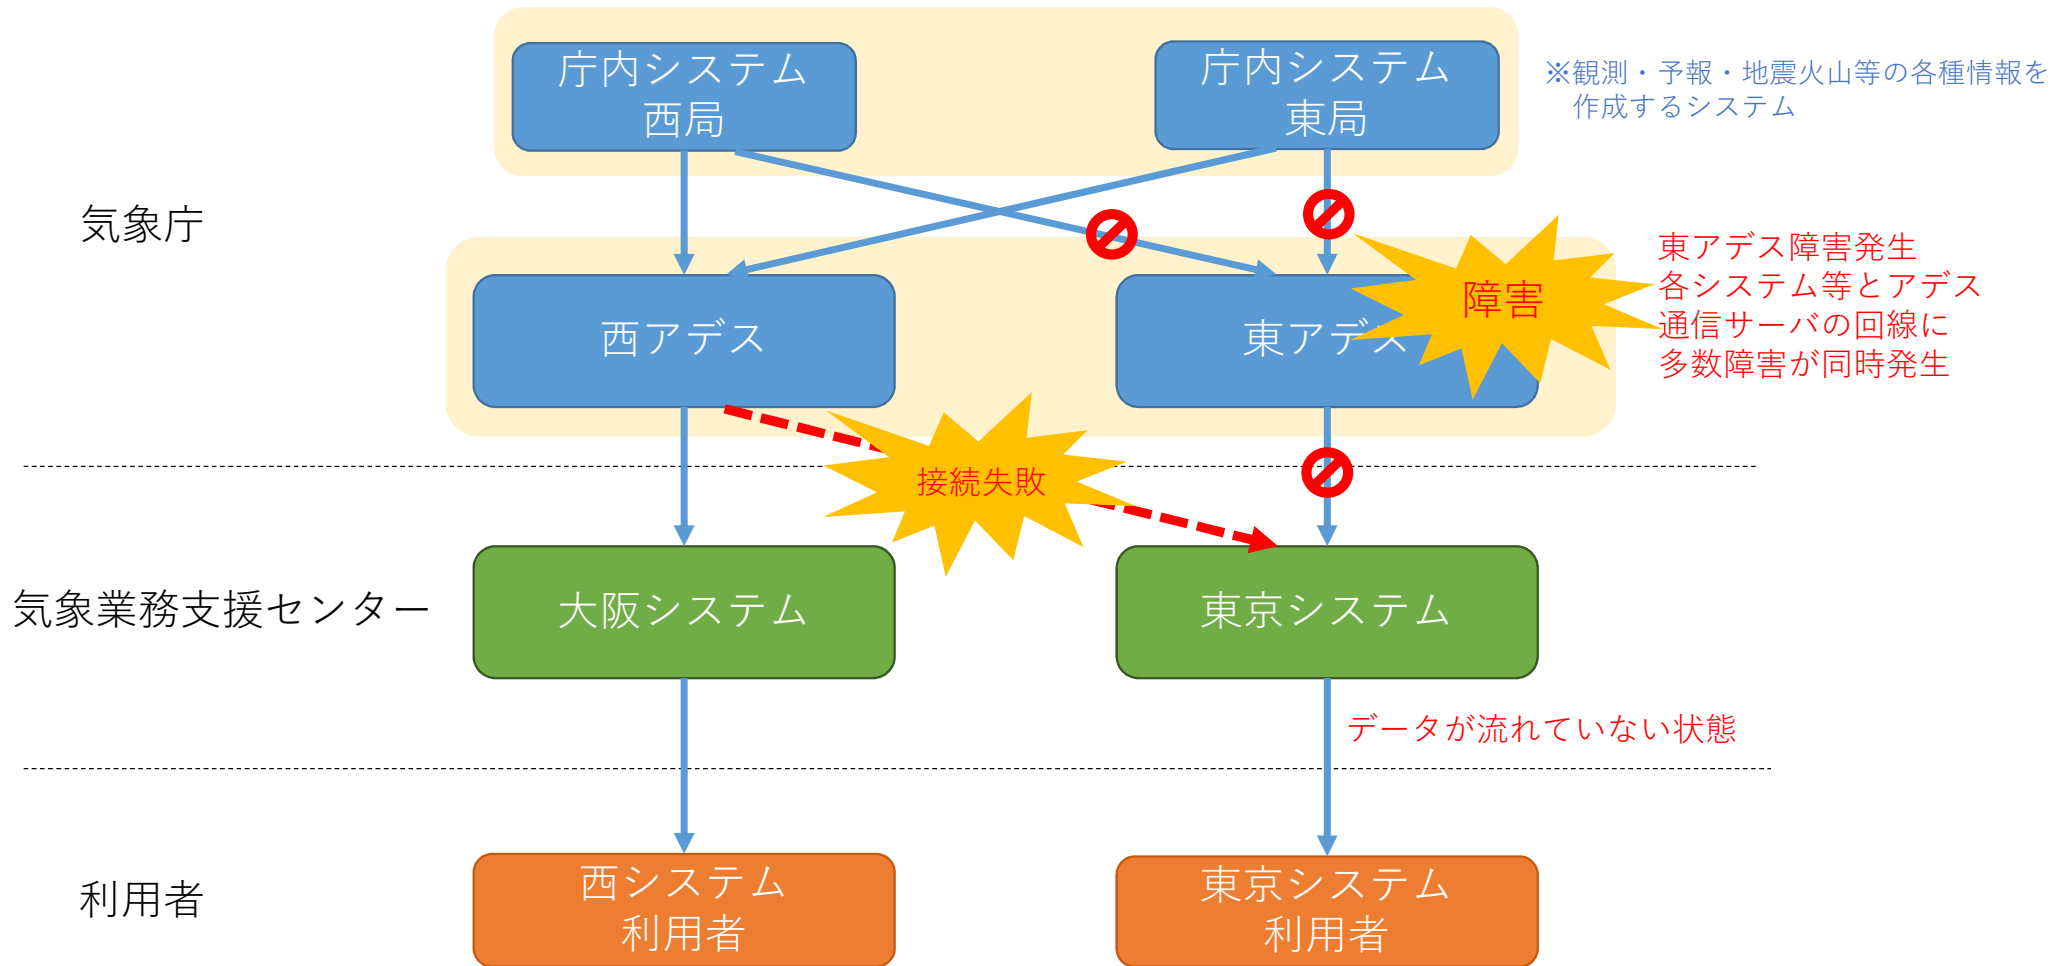 庁内システム
西局
庁内システム
東局
※観測・予報・地震火山等の各種情報を
作成するシステム
気象庁
西アデス
東アデス
障害
東アデス障害発生
各システム等とアデス
通信サーバの回線に
多数障害が同時発生
接続失敗
気象業務支援センター
大阪システム
東京システム
データが流れていない状態
利用者
西システム
利用者
東京システム
利用者